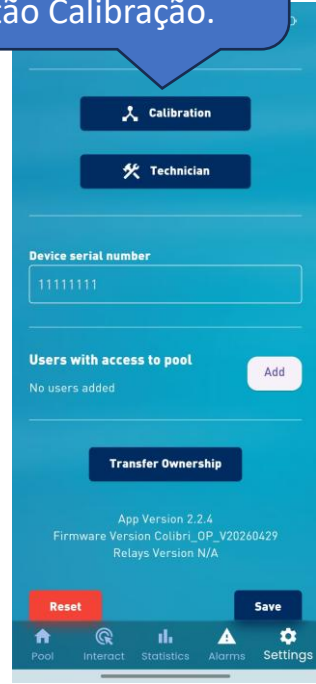 tão Calibração.
Calibration
Technician
Device serial number
11111111
Users with access to pool
Add
No users added
Transfer Ownership
App Version 2.2.4
Firmware Version Colibri_OP_V20260429
Relays Version N/A
Reset
Save
Pool
Interact
Statistics
Alarms
Settings